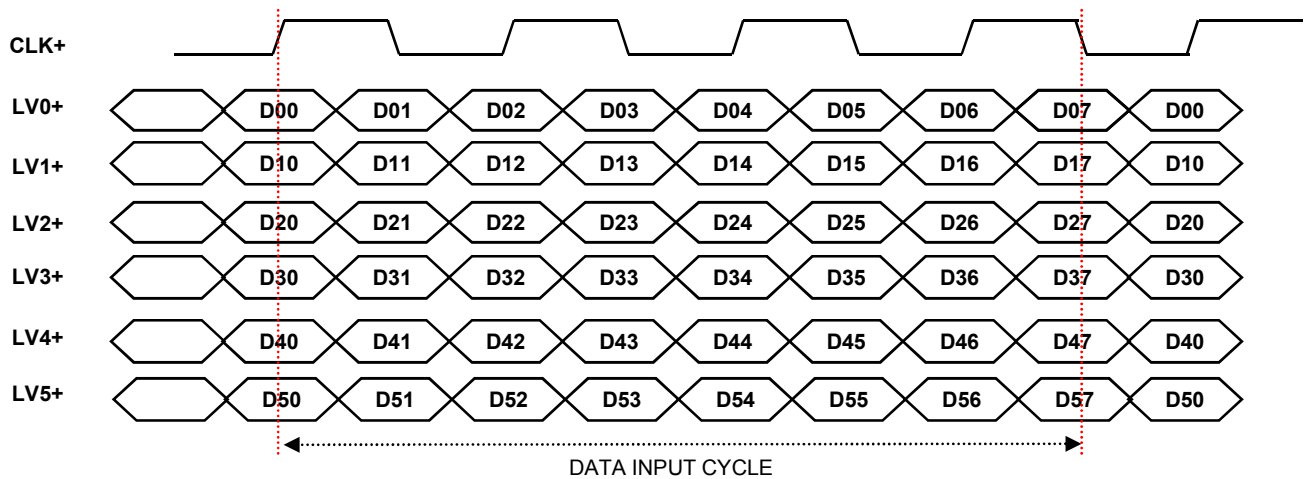 CLK+
LV0+ D00 D01 D02 D03 D04 D05 D06 D07 D00
LV1+ D10 D11 D12 D13 D14 D15 D16 D17 D10
LV2+ D20 D21 D22 D23 D24 D25 D26 D27 D20
LV3+ D30 D31 D32 D33 D34 D35 D36 D37 D30
LV4+ D40 D41 D42 D43 D44 D45 D46 D47 D40
LV5+ D50 D51 D52 D53 D54 D55 D56 D57 D50
DATA INPUT CYCLE